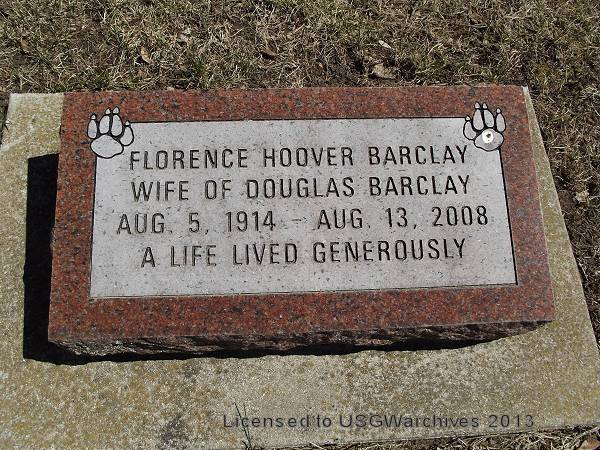 FLORENCE HOOVER BARCLAY
WIFE OF DOUGLAS BARCLAY
AUG. 5, 1914 - AUG. 13, 2008
A LIFE LIVED GENEROUSLY
Licensed to USGWarchives 2013